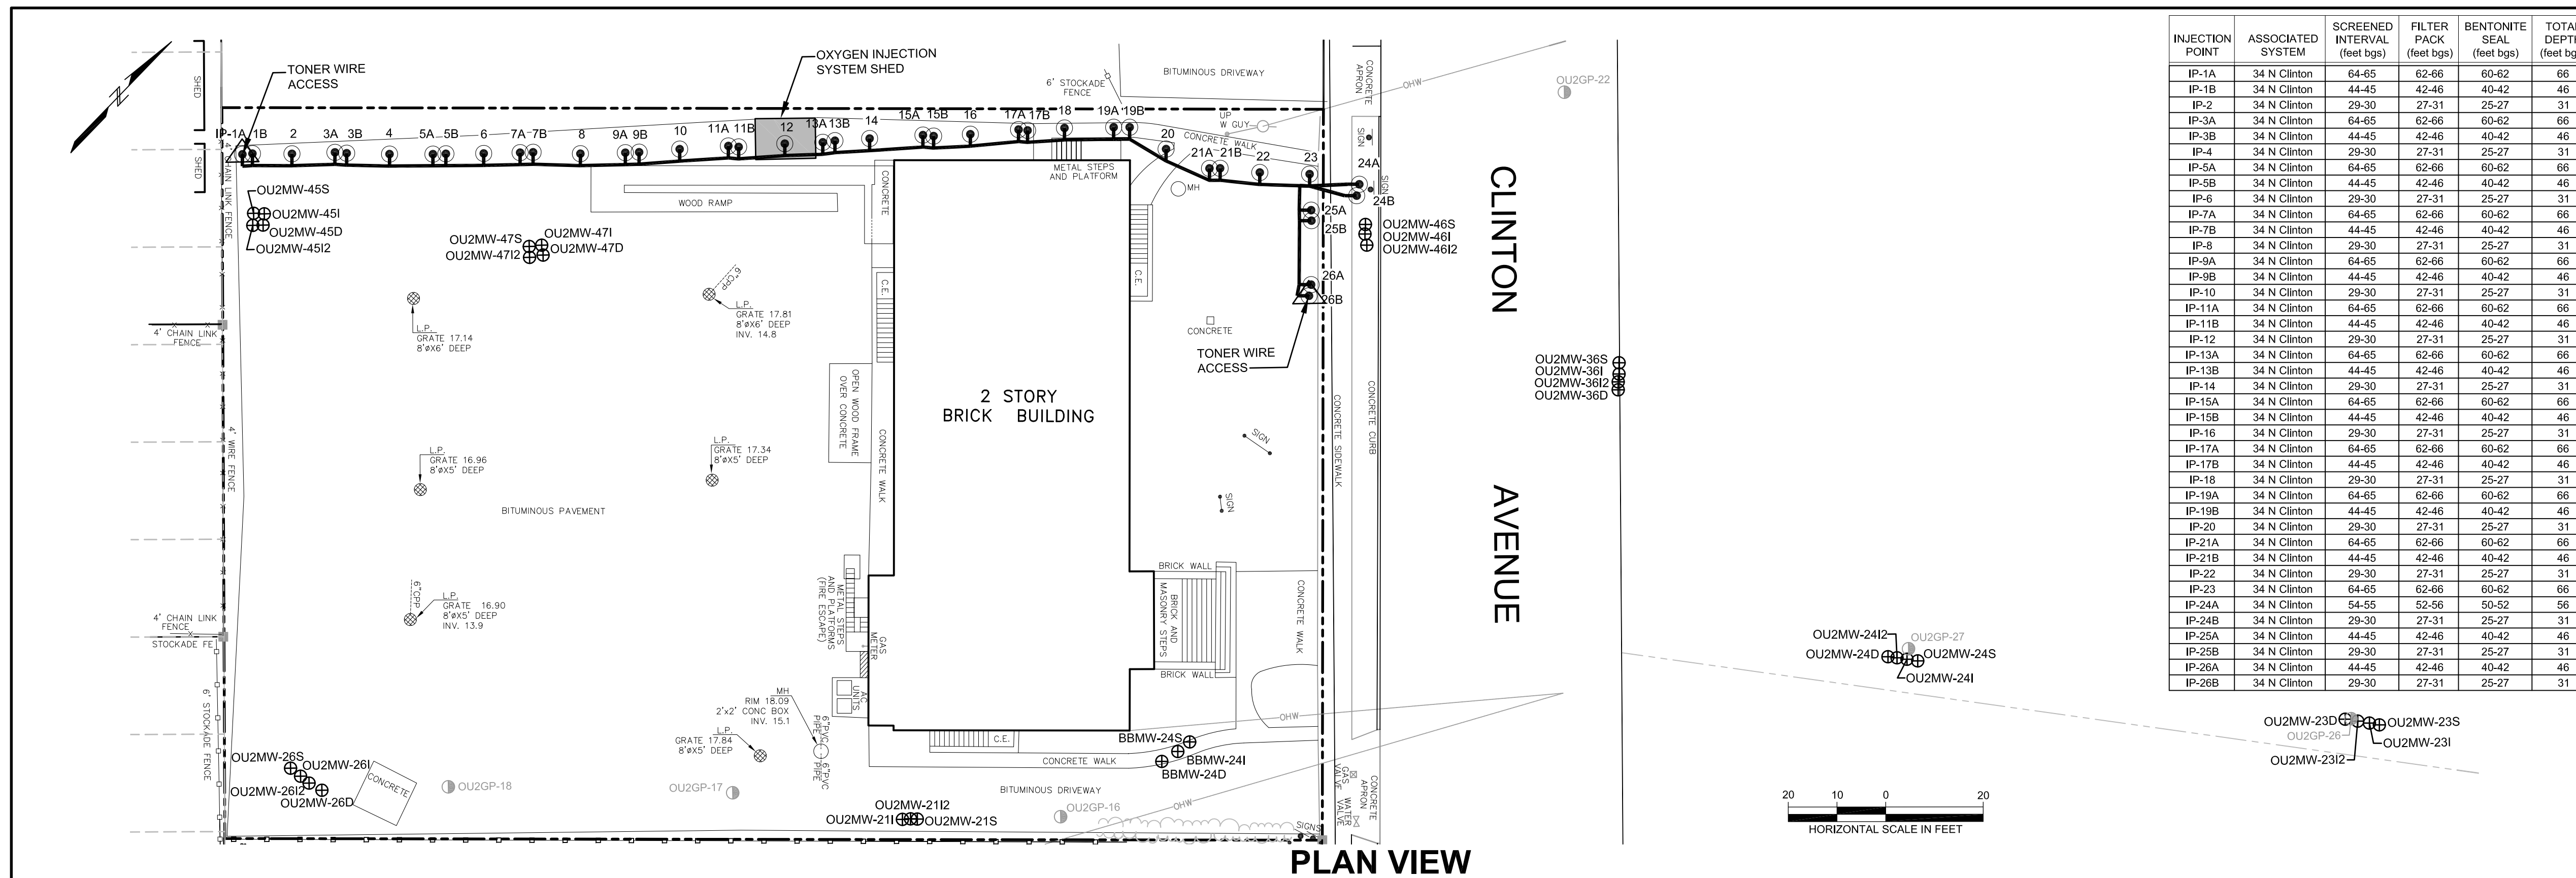 TONER WIRE
ACCESS
OXYGEN INJECTION
SYSTEM SHED
SHED
SHED
6' STOCKADE
FENCE
BITUMINOUS DRIVEWAY
CONCRETE
APRON
OHW
OU2GP-22
UP
W GUY
CONCRETE WALK
SIGN
IP-1A 1B 2 3A 3B 4 5A 5B 6 7A 7B 8 9A 9B 10 11A 11B 12 13A 13B 14 15A 15B 16 17A 17B 18 19A 19B
20 21A 21B 22 23 24A
24B
SIGN
25A
25B
26A
26B
4' CHAIN LINK FENCE
METAL STEPS
AND PLATFORM
MH
WOOD RAMP
CONCRETE
OU2MW-45S
OU2MW-45I
OU2MW-45D
OU2MW-45I2
OU2MW-47S
OU2MW-47I
OU2MW-47I2
OU2MW-47D
OU2MW-46S
OU2MW-46I
OU2MW-46I2
C.E.
C.E.
L.P.
GRATE 17.14
8'øX6' DEEP
6"CPP
L.P.
GRATE 17.81
8'øX6' DEEP
INV. 14.8
4' CHAIN LINK
FENCE
CONCRETE
TONER WIRE
ACCESS
OPEN WOOD FRAME
OVER CONCRETE
CONCRETE WALK
2 STORY
BRICK BUILDING
CONCRETE SIDEWALK
CONCRETE CURB
CLINTON
AVENUE
OU2MW-36S
OU2MW-36I
OU2MW-36I2
OU2MW-36D
4' WIRE FENCE
L.P.
GRATE 16.96
8'øX5' DEEP
L.P.
GRATE 17.34
8'øX5' DEEP
SIGN
SIGN
BITUMINOUS PAVEMENT
6"CPP
L.P.
GRATE 16.90
8'øX5' DEEP
INV. 13.9
METAL STEPS
AND PLATFORMS
(FIRE ESCAPE)
GAS
METER
AC
UNITS
BRICK WALL
BRICK AND
MASONRY STEPS
BRICK WALL
CONCRETE WALK
4' CHAIN LINK
FENCE
STOCKADE FE
6' STOCKADE FENCE
MH
RIM 18.09
2'x2' CONC BOX
INV. 15.1
6"PVC
PIPE
6"PVC
PIPE
L.P.
GRATE 17.84
8'øX5' DEEP
C.E.
CONCRETE WALK
OHW
BBMW-24S
BBMW-24I
BBMW-24D
OU2MW-26S
OU2MW-26I
OU2MW-26I2
OU2MW-26D
CONCRETE
OU2GP-18
OU2GP-17
BITUMINOUS DRIVEWAY
OU2MW-21I2
OU2MW-21I
OU2MW-21S
OU2GP-16
OHW
SIGNS
GAS
VALVE
WATER
VALVE
CONCRETE
APRON
OU2MW-24I2
OU2GP-27
OU2MW-24D
OU2MW-24S
OU2MW-24I
OU2MW-23D
OU2MW-23S
OU2GP-26
OU2MW-23I
OU2MW-23I2
20 10 0 20
HORIZONTAL SCALE IN FEET
PLAN VIEW
INJECTION
POINT
ASSOCIATED
SYSTEM
SCREENED
INTERVAL
(feet bgs)
FILTER
PACK
(feet bgs)
BENTONITE
SEAL
(feet bgs)
TOTA
DEPT
(feet bg
IP-1A 34 N Clinton 64-65 62-66 60-62 66
IP-1B 34 N Clinton 44-45 42-46 40-42 46
IP-2 34 N Clinton 29-30 27-31 25-27 31
IP-3A 34 N Clinton 64-65 62-66 60-62 66
IP-3B 34 N Clinton 44-45 42-46 40-42 46
IP-4 34 N Clinton 29-30 27-31 25-27 31
IP-5A 34 N Clinton 64-65 62-66 60-62 66
IP-5B 34 N Clinton 44-45 42-46 40-42 46
IP-6 34 N Clinton 29-30 27-31 25-27 31
IP-7A 34 N Clinton 64-65 62-66 60-62 66
IP-7B 34 N Clinton 44-45 42-46 40-42 46
IP-8 34 N Clinton 29-30 27-31 25-27 31
IP-9A 34 N Clinton 64-65 62-66 60-62 66
IP-9B 34 N Clinton 44-45 42-46 40-42 46
IP-10 34 N Clinton 29-30 27-31 25-27 31
IP-11A 34 N Clinton 64-65 62-66 60-62 66
IP-11B 34 N Clinton 44-45 42-46 40-42 46
IP-12 34 N Clinton 29-30 27-31 25-27 31
IP-13A 34 N Clinton 64-65 62-66 60-62 66
IP-13B 34 N Clinton 44-45 42-46 40-42 46
IP-14 34 N Clinton 29-30 27-31 25-27 31
IP-15A 34 N Clinton 64-65 62-66 60-62 66
IP-15B 34 N Clinton 44-45 42-46 40-42 46
IP-16 34 N Clinton 29-30 27-31 25-27 31
IP-17A 34 N Clinton 64-65 62-66 60-62 66
IP-17B 34 N Clinton 44-45 42-46 40-42 46
IP-18 34 N Clinton 29-30 27-31 25-27 31
IP-19A 34 N Clinton 64-65 62-66 60-62 66
IP-19B 34 N Clinton 44-45 42-46 40-42 46
IP-20 34 N Clinton 29-30 27-31 25-27 31
IP-21A 34 N Clinton 64-65 62-66 60-62 66
IP-21B 34 N Clinton 44-45 42-46 40-42 46
IP-22 34 N Clinton 29-30 27-31 25-27 31
IP-23 34 N Clinton 64-65 62-66 60-62 66
IP-24A 34 N Clinton 54-55 52-56 50-52 56
IP-24B 34 N Clinton 29-30 27-31 25-27 31
IP-25A 34 N Clinton 44-45 42-46 40-42 46
IP-25B 34 N Clinton 29-30 27-31 25-27 31
IP-26A 34 N Clinton 44-45 42-46 40-42 46
IP-26B 34 N Clinton 29-30 27-31 25-27 31